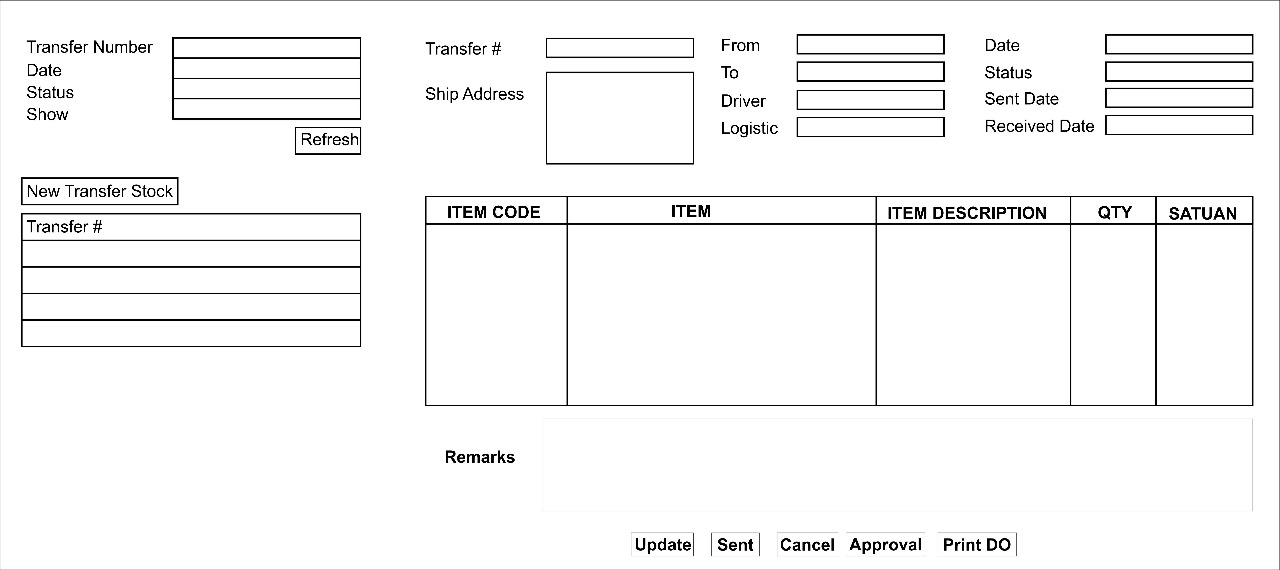 Transfer Number
Date
Status
Show
Refresh
New Transfer Stock
Transfer #
Transfer #
Ship Address
From
To
Driver
Logistic
Date
Status
Sent Date
Received Date
ITEM CODE ITEM ITEM DESCRIPTION QTY SATUAN
Remarks
Update Sent Cancel Approval Print DO